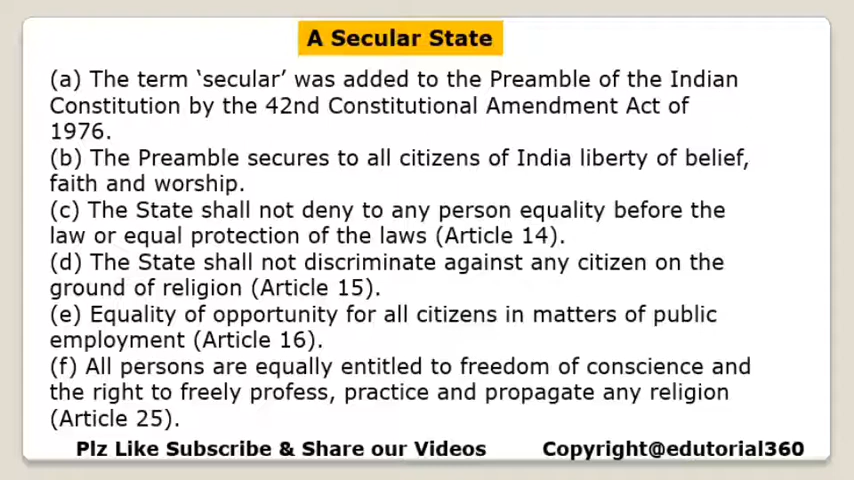 A Secular State
(a) The term ‘secular’ was added to the Preamble of the Indian
Constitution by the 42nd Constitutional Amendment Act of
1976.
(b) The Preamble secures to all citizens of India liberty of belief,
faith and worship.
(c) The State shall not deny to any person equality before the
law or equal protection of the laws (Article 14).
(d) The State shall not discriminate against any citizen on the
ground of religion (Article 15).
(e) Equality of opportunity for all citizens in matters of public
employment (Article 16).
(f) All persons are equally entitled to freedom of conscience and
the right to freely profess, practice and propagate any religion
(Article 25).
Plz Like Subscribe & Share our Videos Copyright@edutorial360